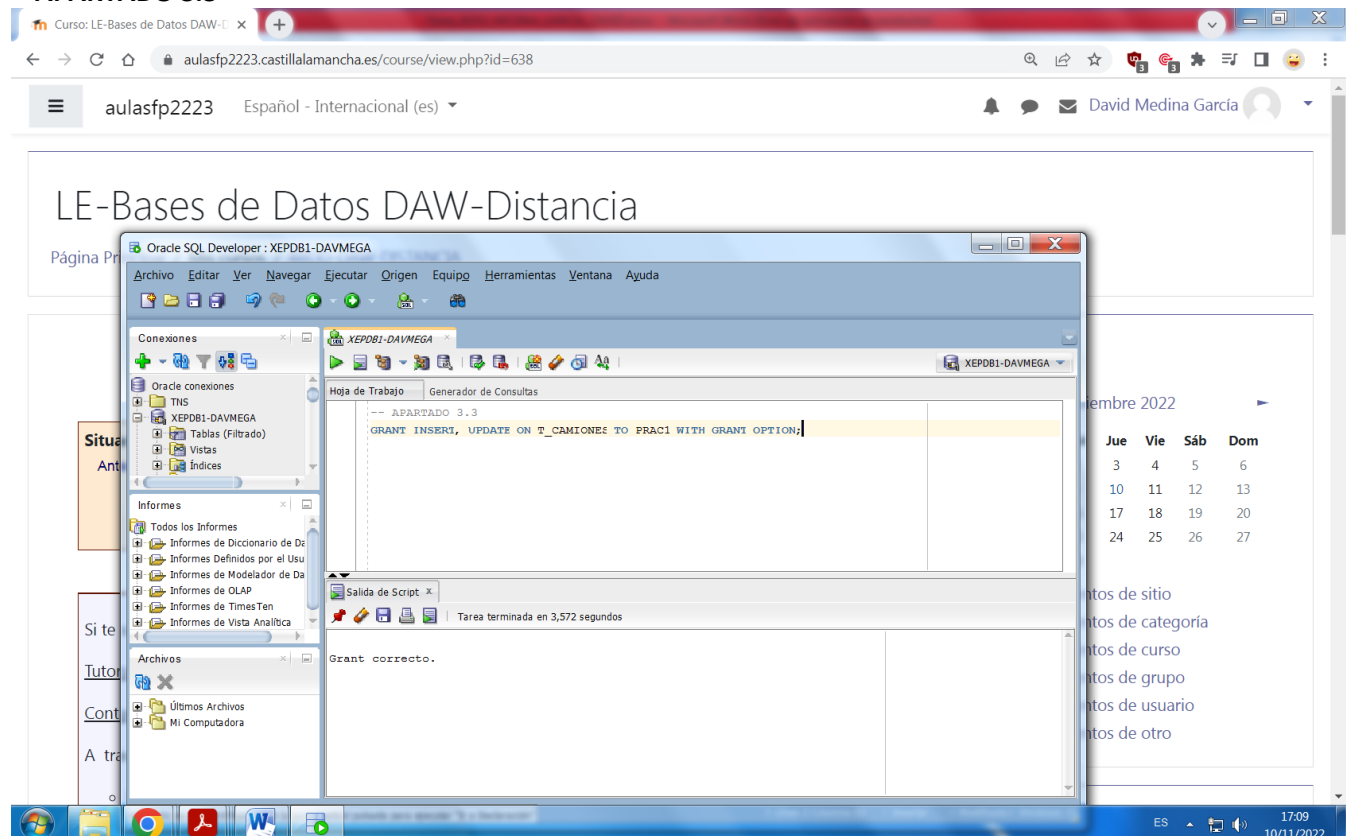 Curso: LE-Bases de Datos DAW-D
aulasfp2223.castillalamancha.es/course/view.php?id=638
3
3
aulasfp2223
Español - Internacional (es)
David Medina García
LE-Bases de Datos DAW-Distancia
Página Pr
Oracle SQL Developer : XEPDB1-DAVMEGA
Archivo Editar Ver Navegar Ejecutar Origen Equipo Herramientas Ventana Ayuda
Conexiones
Oracle conexiones
TNS
XEPDB1-DAVMEGA
Tablas (Filtrado)
Vistas
Índices
Informes
Todos los Informes
Informes de Diccionario de Da
Informes Definidos por el Usu
Informes de Modelador de Da
Informes de OLAP
Informes de TimesTen
Informes de Vista Analítica
Archivos
Últimos Archivos
Mi Computadora
XEPDB1-DAVMEGA
XEPDB1-DAVMEGA
Hoja de Trabajo Generador de Consultas
-- APARTADO 3.3
GRANT INSERT, UPDATE ON T_CAMIONES TO PRAC1 WITH GRANT OPTION;
Salida de Script
Tarea terminada en 3,572 segundos
Grant correcto.
Situa
Ant
Si te
Tutor
Cont
A tra
iembre 2022
Jue Vie Sáb Dom
3 4 5 6
10 11 12 13
17 18 19 20
24 25 26 27
ntos de sitio
ntos de categoría
ntos de curso
ntos de grupo
ntos de usuario
ntos de otro
ES
17:09
10/11/2022